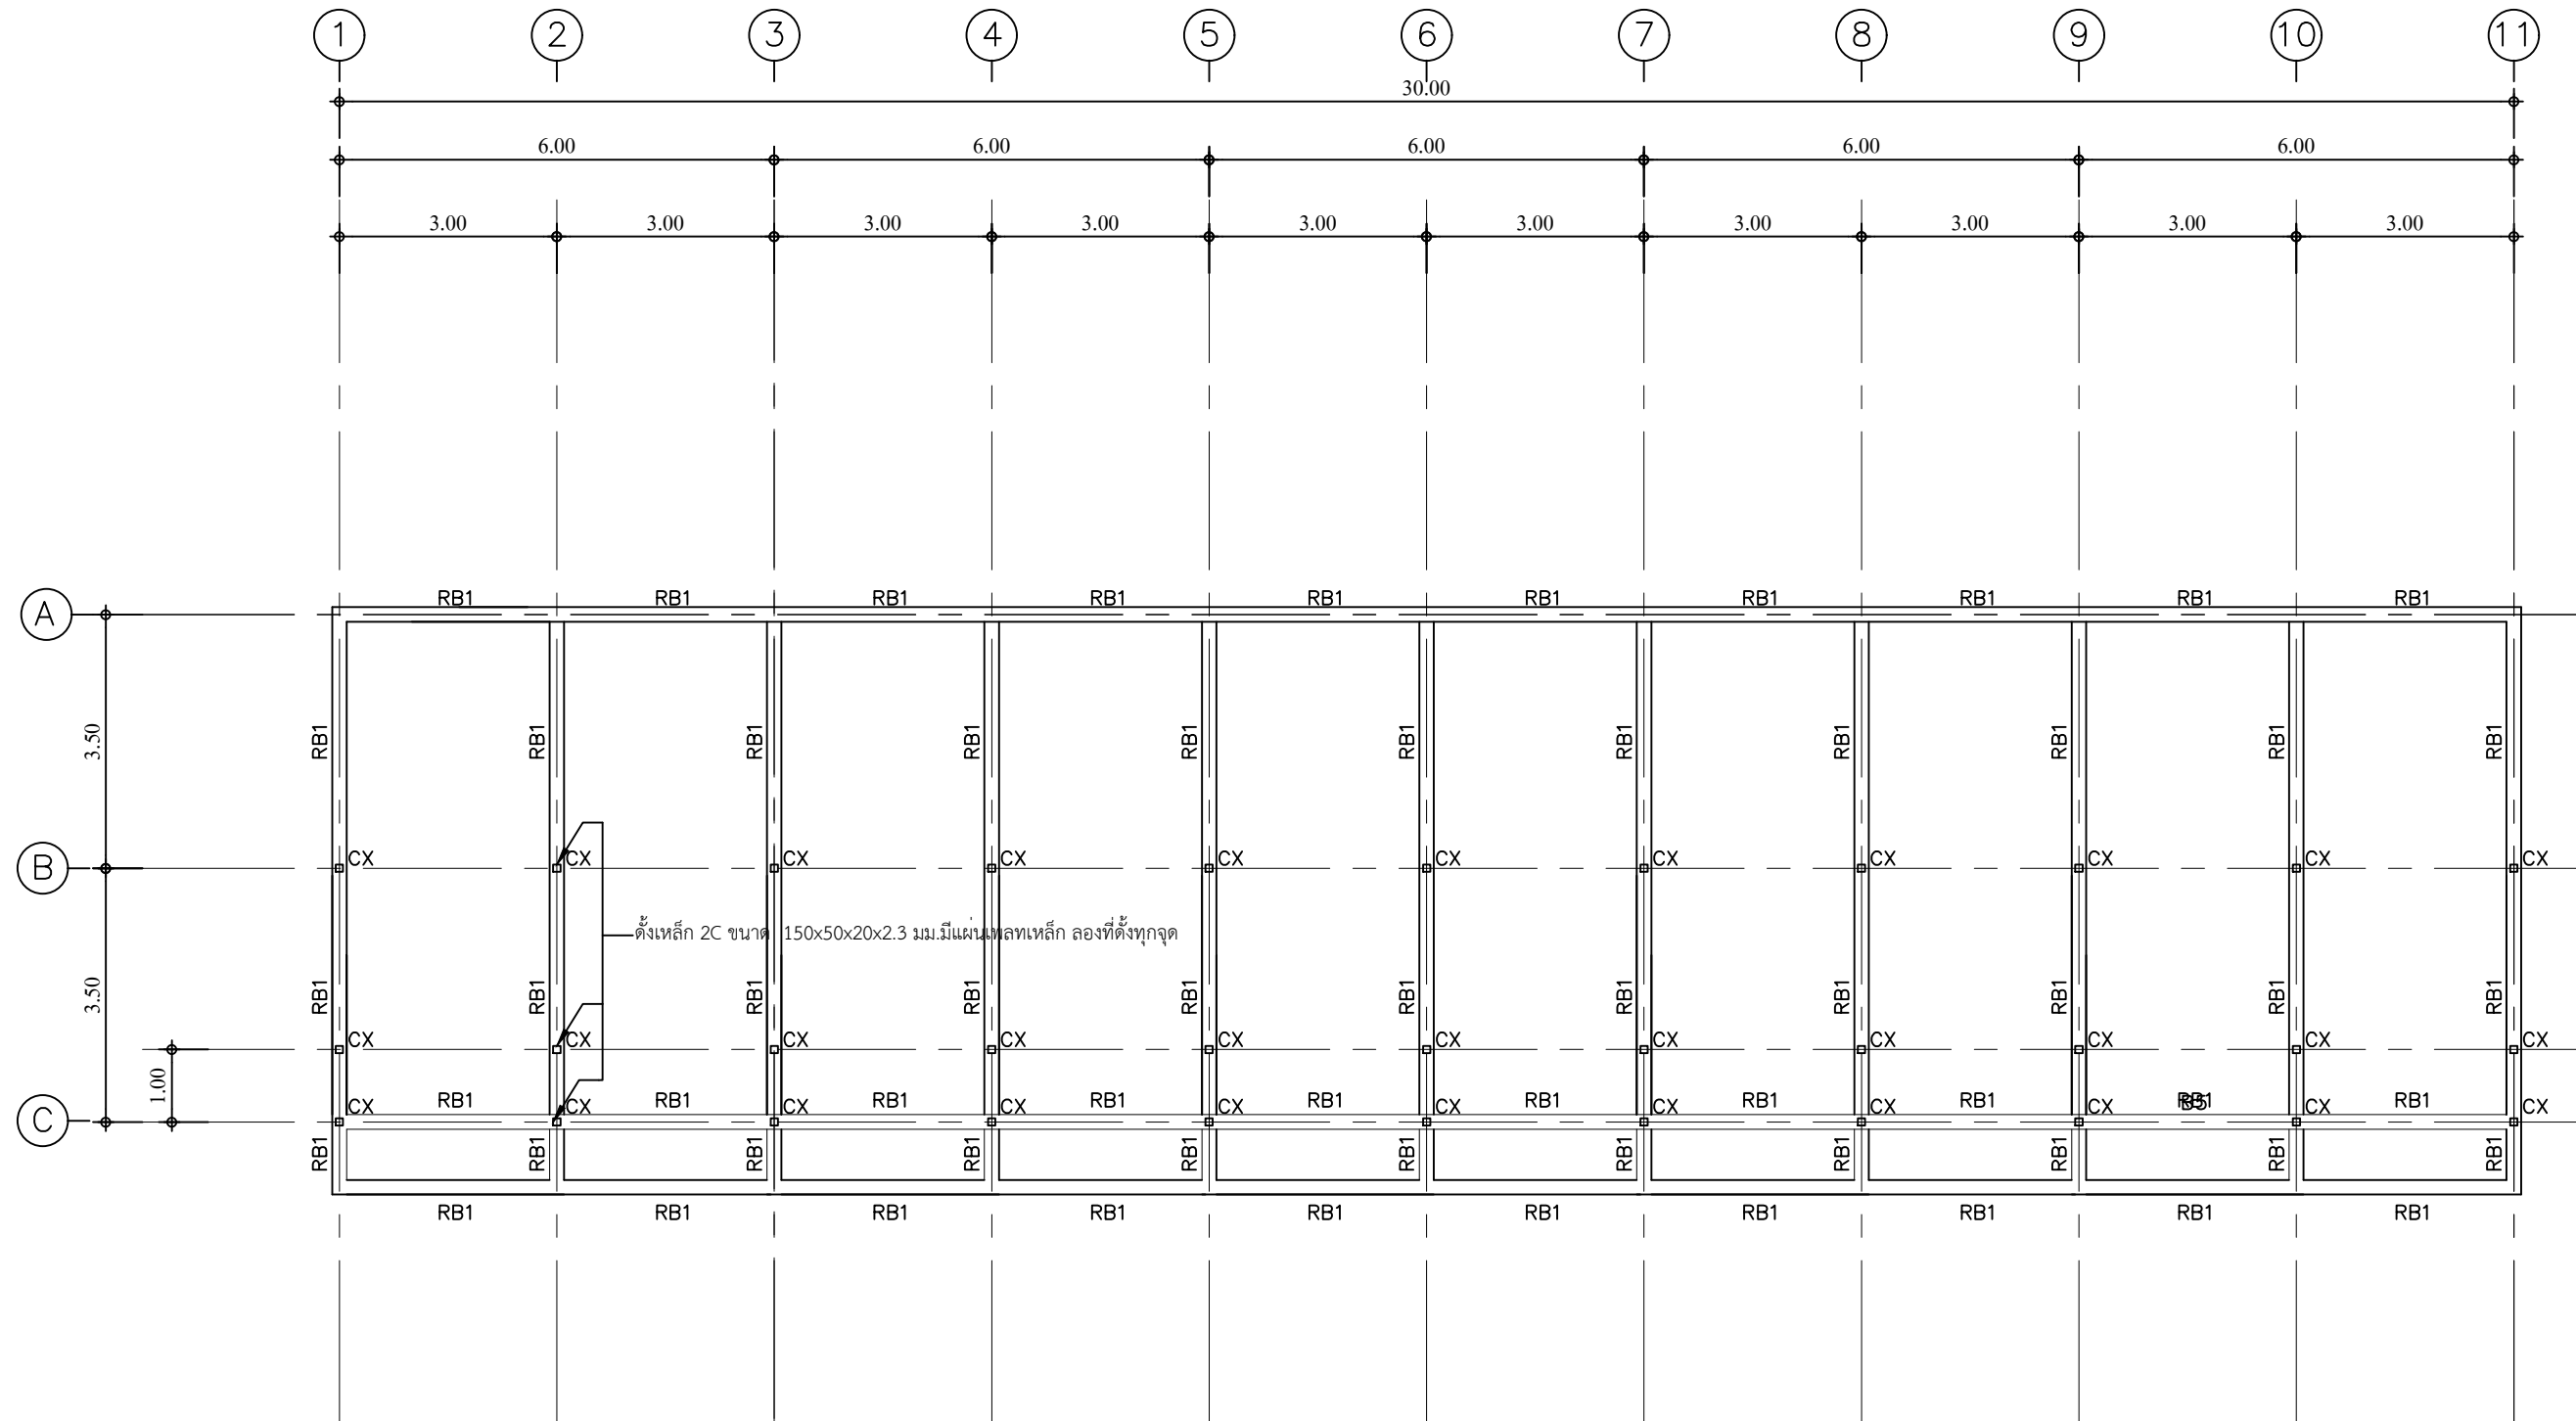 1 2 3 4 5 6 7 8 9 10 11
30.00
6.00 6.00 6.00 6.00 6.00
3.00 3.00 3.00 3.00 3.00 3.00 3.00 3.00 3.00 3.00
RB1 RB1 RB1 RB1 RB1 RB1 RB1 RB1 RB1 RB1
A
3.50 RB1 RB1 RB1 RB1 RB1 RB1 RB1 RB1 RB1 RB1 RB1
CX CX CX CX CX CX CX CX CX CX CX
B
ดั้งเหล็ก 2C ขนาด 150x50x20x2.3 มม.มีแผ่นเพลทเหล็ก ลองที่ดั้งทุกจุด
3.50 RB1 RB1 RB1 RB1 RB1 RB1 RB1 RB1 RB1 RB1 RB1
CX CX CX CX CX CX CX CX CX CX CX
1.00
RB1 RB1 RB1 RB1 RB1 RB1 RB1 RB1 RB1 RB1
CX CX CX CX CX CX CX CX CX CX CX
C
RB1 RB1 RB1 RB1 RB1 RB1 RB1 RB1 RB1 RB1 RB1
RB1 RB1 RB1 RB1 RB1 RB1 RB1 RB1 RB1 RB1